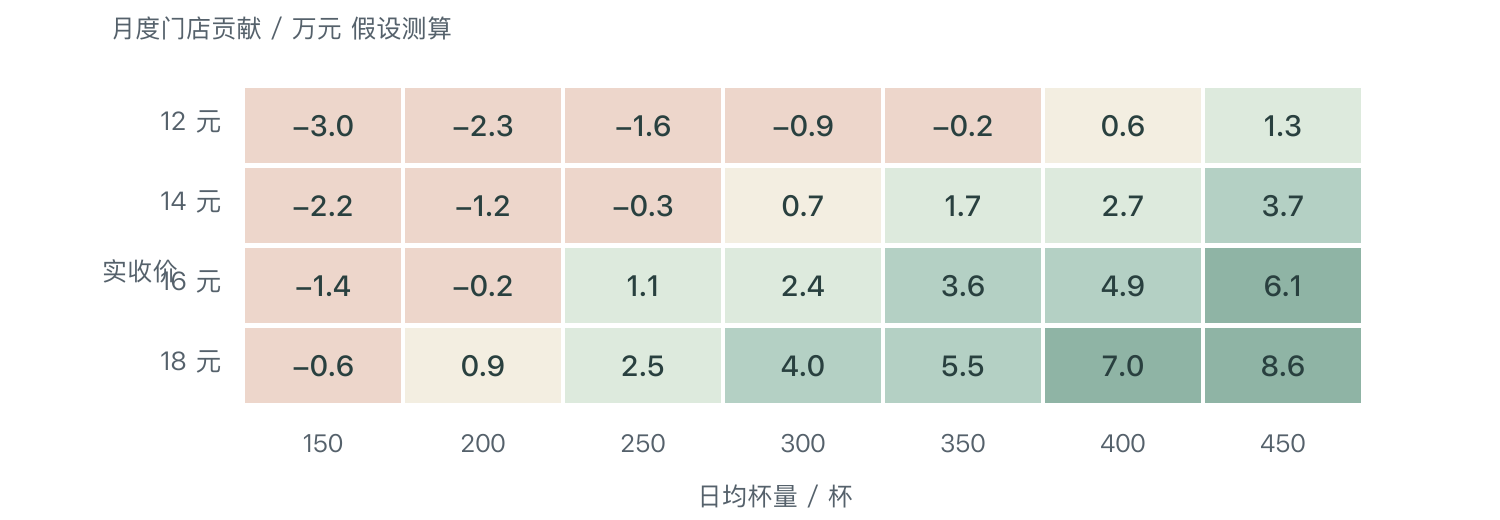 月度门店贡献 / 万元 假设测算
12 元 −3.0 −2.3 −1.6 −0.9 −0.2 0.6 1.3
14 元 −2.2 −1.2 −0.3 0.7 1.7 2.7 3.7
实收价
16 元 −1.4 −0.2 1.1 2.4 3.6 4.9 6.1
18 元 −0.6 0.9 2.5 4.0 5.5 7.0 8.6
150 200 250 300 350 400 450
日均杯量 / 杯